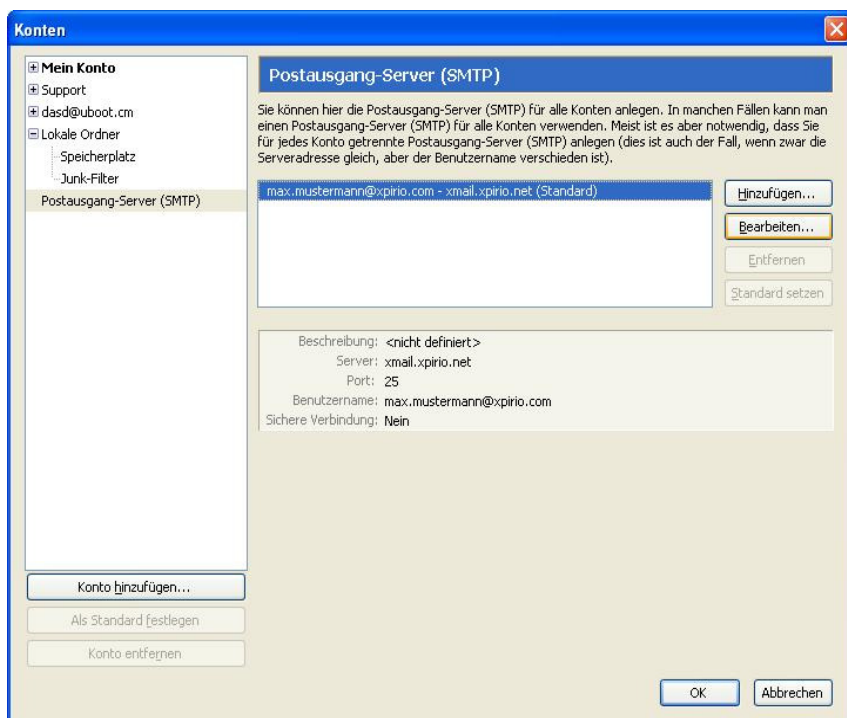 Konten
Mein Konto
Support
dasd@uboot.cm
Lokale Ordner
Speicherplatz
Junk-Filter
Postausgang-Server (SMTP)
Konto hinzufügen...
Als Standard festlegen
Konto entfernen
Postausgang-Server (SMTP)
Sie können hier die Postausgang-Server (SMTP) für alle Konten anlegen. In manchen Fällen kann man
einen Postausgang-Server (SMTP) für alle Konten verwenden. Meist ist es aber notwendig, dass Sie
für jedes Konto getrennte Postausgang-Server (SMTP) anlegen (dies ist auch der Fall, wenn zwar die
Serveradresse gleich, aber der Benutzername verschieden ist).
max.mustermann@xpirio.com - xmail.xpirio.net (Standard)
Hinzufügen...
Bearbeiten...
Entfernen
Standard setzen
Beschreibung: <nicht definiert>
Server: xmail.xpirio.net
Port: 25
Benutzername: max.mustermann@xpirio.com
Sichere Verbindung: Nein
OK
Abbrechen